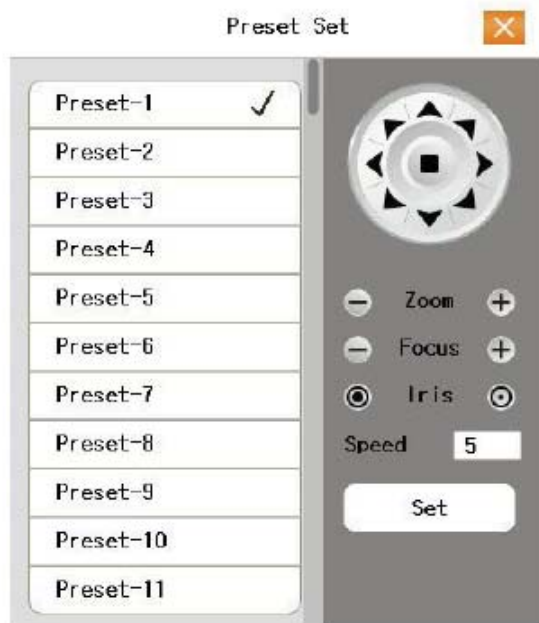 Preset Set
Preset-1
Preset-2
Preset-3
Preset-4
Preset-5
Preset-6
Preset-7
Preset-8
Preset-9
Preset-10
Preset-11
Zoom
Focus
Iris
Speed 5
Set